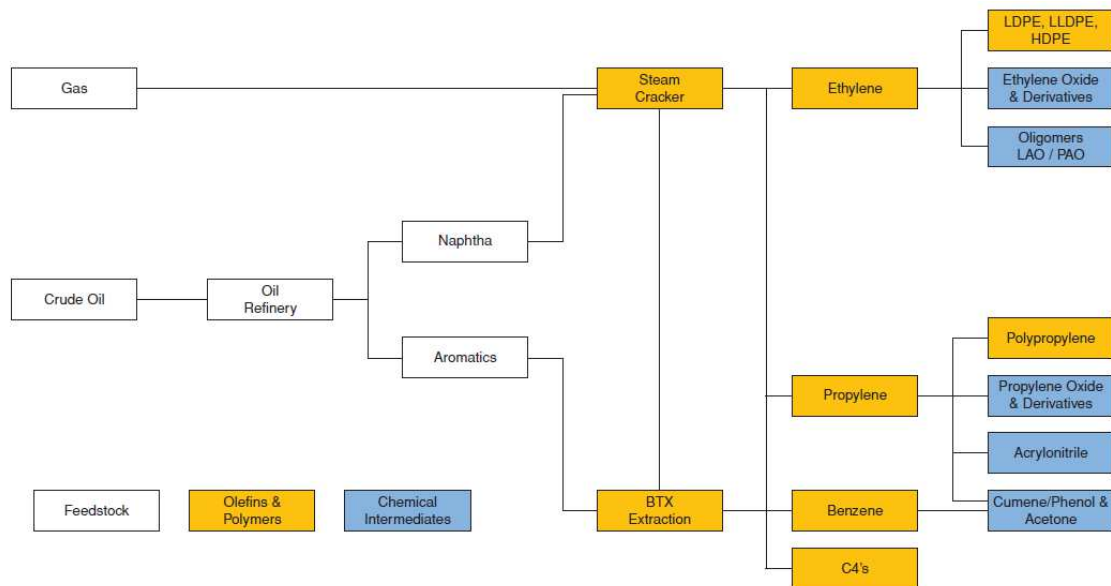 LDPE, LLDPE,
HDPE
Gas
Steam
Cracker
Ethylene
Ethylene Oxide
& Derivatives
Oligomers
LAO / PAO
Naphtha
Crude Oil
Oil
Refinery
Aromatics
Polypropylene
Propylene
Propylene Oxide
& Derivatives
Acrylonitrile
Feedstock
Olefins &
Polymers
Chemical
Intermediates
BTX
Extraction
Benzene
Cumene/Phenol &
Acetone
C4's